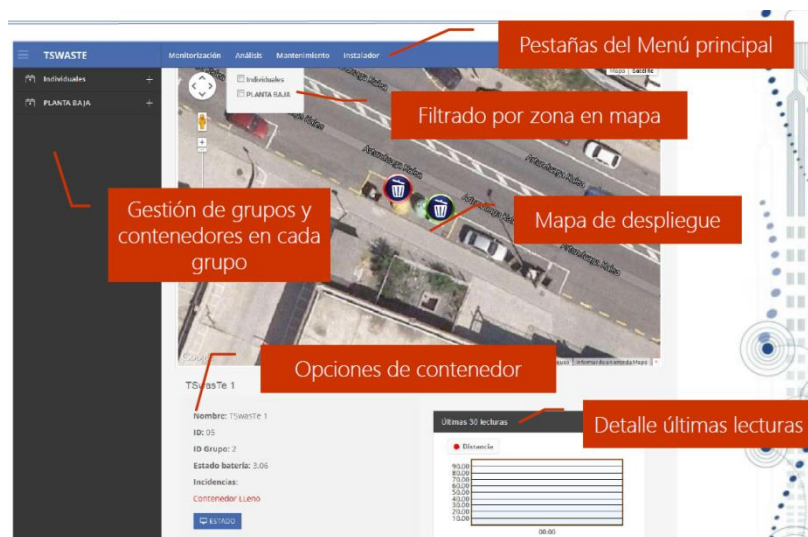 TSWASTE
Monitorización Análisis Mantenimiento Instalador
Pestañas del Menú principal
Individuales +
PLANTA BAJA +
Individuales
PLANTA BAJA
Mapa Satélite
Filtrado por zona en mapa
Gestión de grupos y
contenedores en cada
grupo
Mapa de despliegue
Google
Opciones de contenedor
TSwasTe 1
Nombre: TSwasTe 1
ID: 05
ID Grupo: 2
Estado batería: 3.06
Incidencias:
Contenedor LLeno
ESTADO
Últimas 30 lecturas
Detalle últimas lecturas
Distancia
90.00
80.00
70.00
60.00
50.00
40.00
30.00
20.00
10.00
00:00